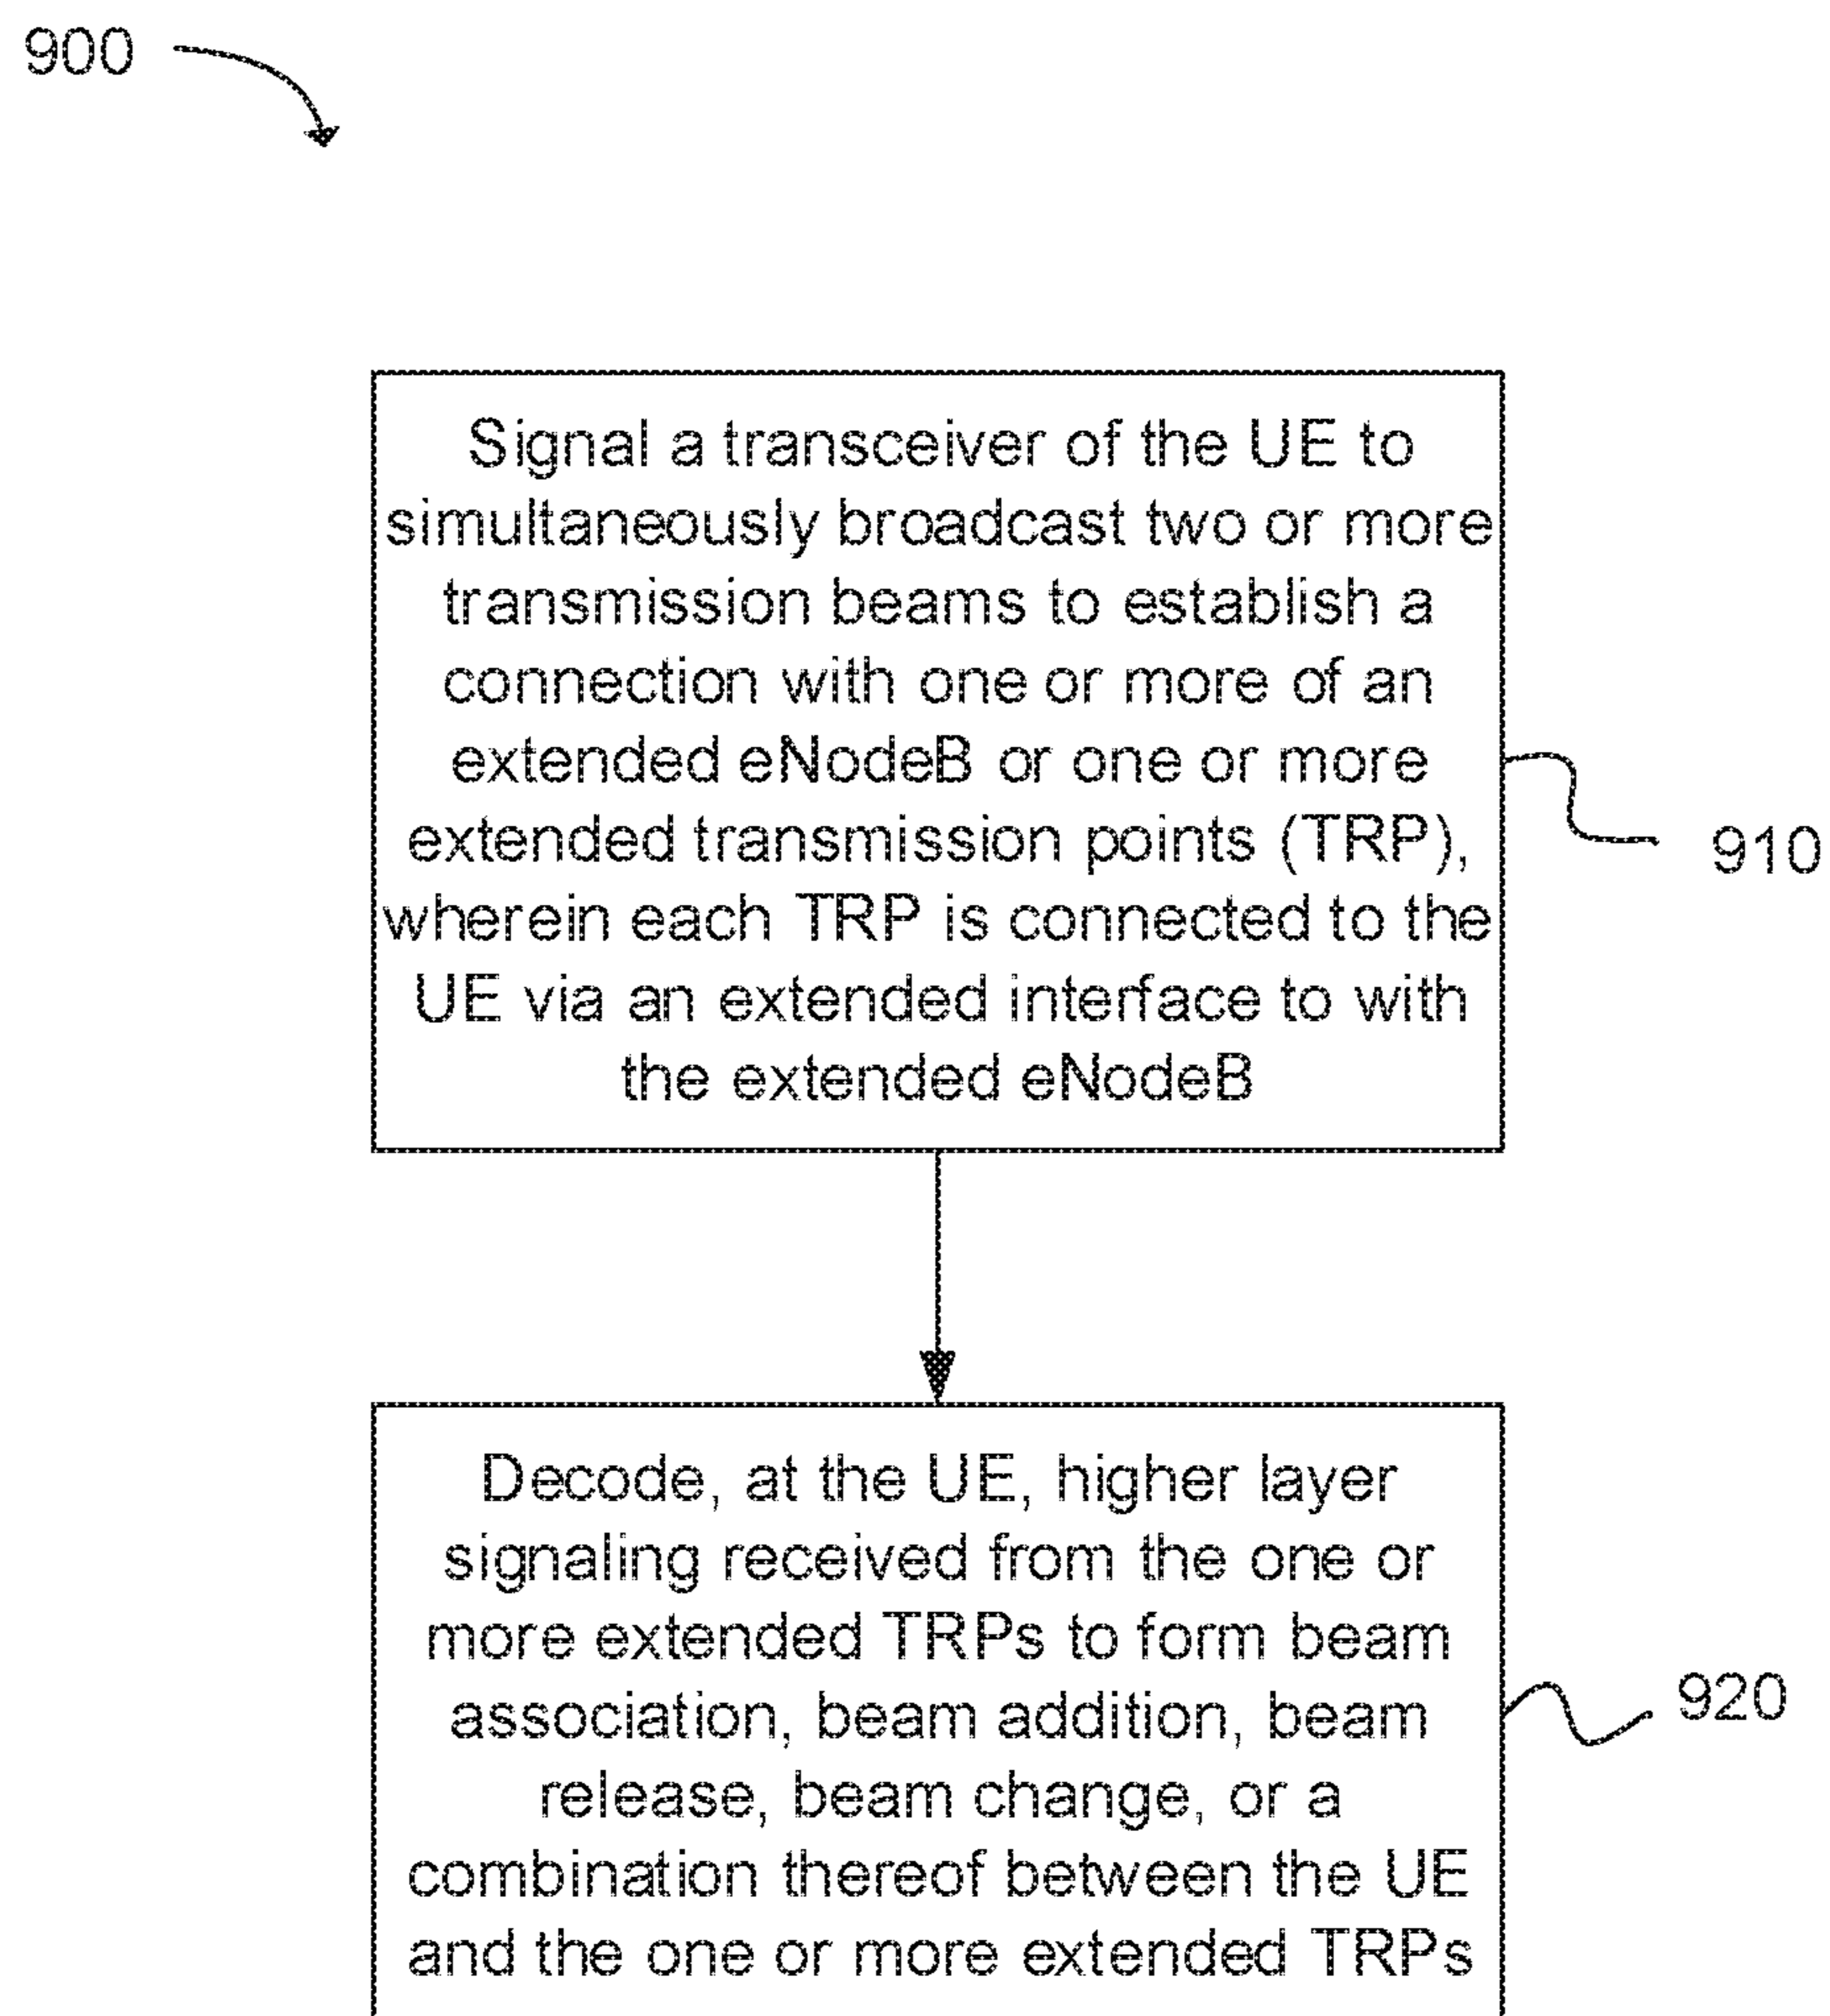 900
Signal a transceiver of the UE to
simultaneously broadcast two or more
transmission beams to establish a
connection with one or more of an
extended eNodeB or one or more
extended transmission points (TRP),
wherein each TRP is connected to the
UE via an extended interface to with
the extended eNodeB
910
Decode, at the UE, higher layer
signaling received from the one or
more extended TRPs to form beam
association, beam addition, beam
release, beam change, or a
combination thereof between the UE
and the one or more extended TRPs
920